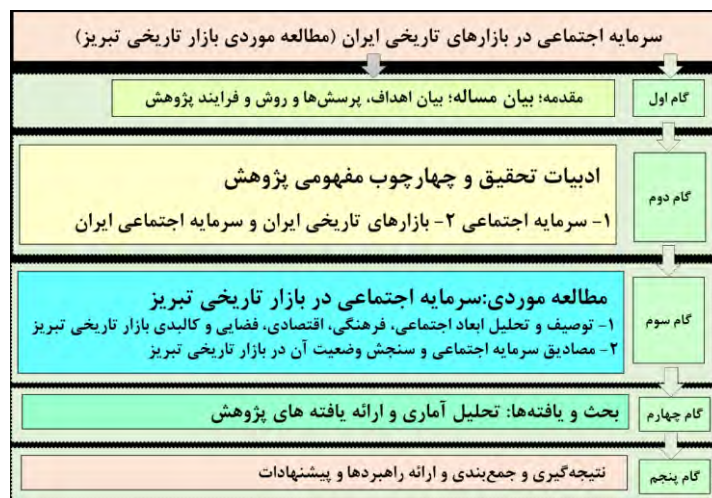 سرمایه اجتماعی در بازارهای تاریخی ایران (مطالعه موردی بازار تاریخی تبریز)
گام اول
مقدمه؛ بیان مساله؛ بیان اهداف، پرسش‌ها و روش و فرایند پژوهش
گام دوم
ادبیات تحقیق و چهارچوب مفهومی پژوهش
۱- سرمایه اجتماعی ۲- بازارهای تاریخی ایران و سرمایه اجتماعی ایران
گام سوم
مطالعه موردی:سرمایه اجتماعی در بازار تاریخی تبریز
۱- توصیف و تحلیل ابعاد اجتماعی، فرهنگی، اقتصادی، فضایی و کالبدی بازار تاریخی تبریز
۲- مصادیق سرمایه اجتماعی و سنجش وضعیت آن در بازار تاریخی تبریز
گام چهارم
بحث و یافته‌ها: تحلیل آماری و ارائه یافته های پژوهش
گام پنجم
نتیجه‌گیری و جمع‌بندی و ارائه راهبردها و پیشنهادات